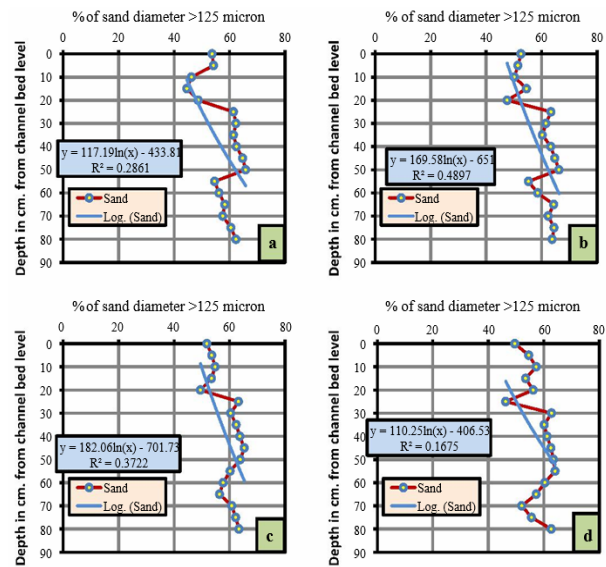 % of sand diameter >125 micron
0 20 40 60 80
Depth in cm. from channel bed level
0
10
20
30
40
50
60
70
80
90
y = 117.19ln(x) - 433.81
R² = 0.2861
Sand
Log. (Sand)
a
% of sand diameter >125 micron
0 20 40 60 80
Depth in cm. from channel bed level
0
10
20
30
40
50
60
70
80
90
y = 169.58ln(x) - 651
R² = 0.4897
Sand
Log. (Sand)
b
% of sand diameter >125 micron
0 20 40 60 80
Depth in cm. from channel bed level
0
10
20
30
40
50
60
70
80
90
y = 182.06ln(x) - 701.73
R² = 0.3722
Sand
Log. (Sand)
c
% of sand diameter >125 micron
0 20 40 60 80
Depth in cm. from channel bed level
0
10
20
30
40
50
60
70
80
90
y = 110.25ln(x) - 406.53
R² = 0.1675
Sand
Log. (Sand)
d